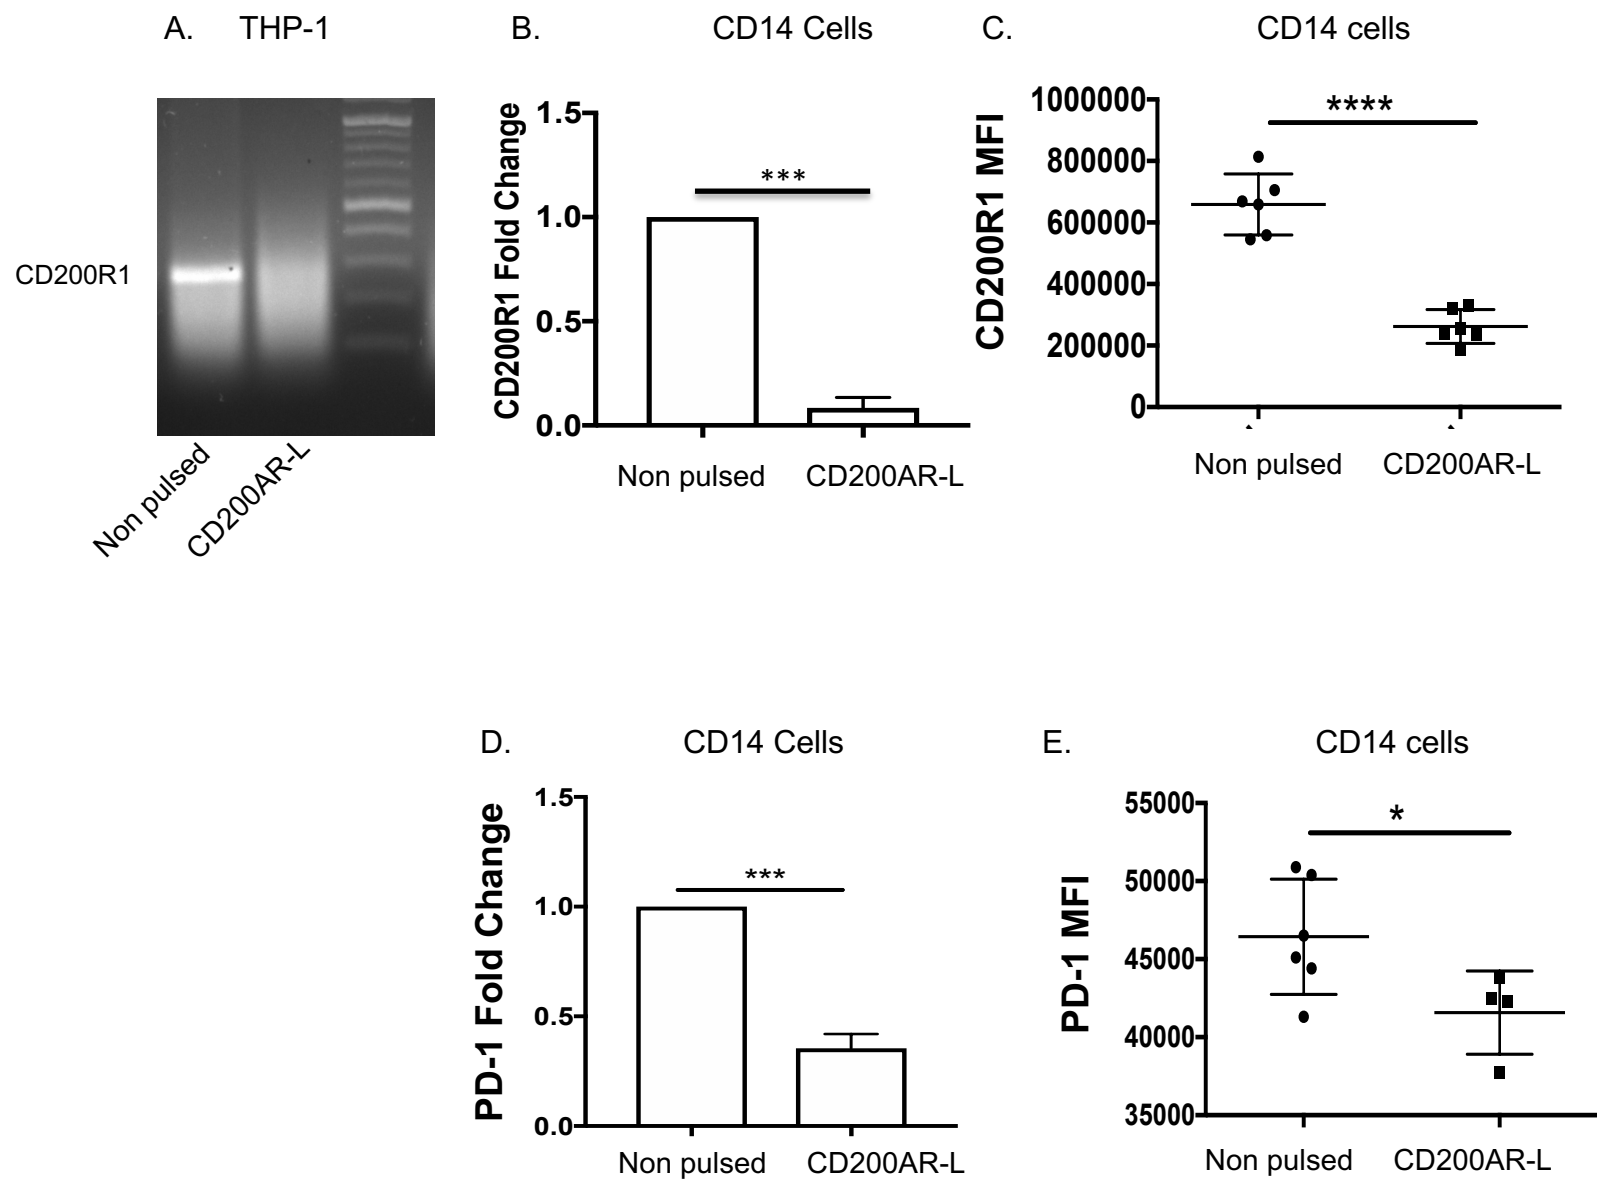 A. THP-1
CD200R1
Non pulsed
CD200AR-L
B. CD14 Cells
CD200R1 Fold Change
1.5
1.0
0.5
0.0
***
Non pulsed CD200AR-L
C. CD14 cells
CD200R1 MFI
1000000
800000
600000
400000
200000
0
****
Non pulsed CD200AR-L
D. CD14 Cells
PD-1 Fold Change
1.5
1.0
0.5
0.0
***
Non pulsed CD200AR-L
E. CD14 cells
PD-1 MFI
55000
50000
45000
40000
35000
*
Non pulsed CD200AR-L